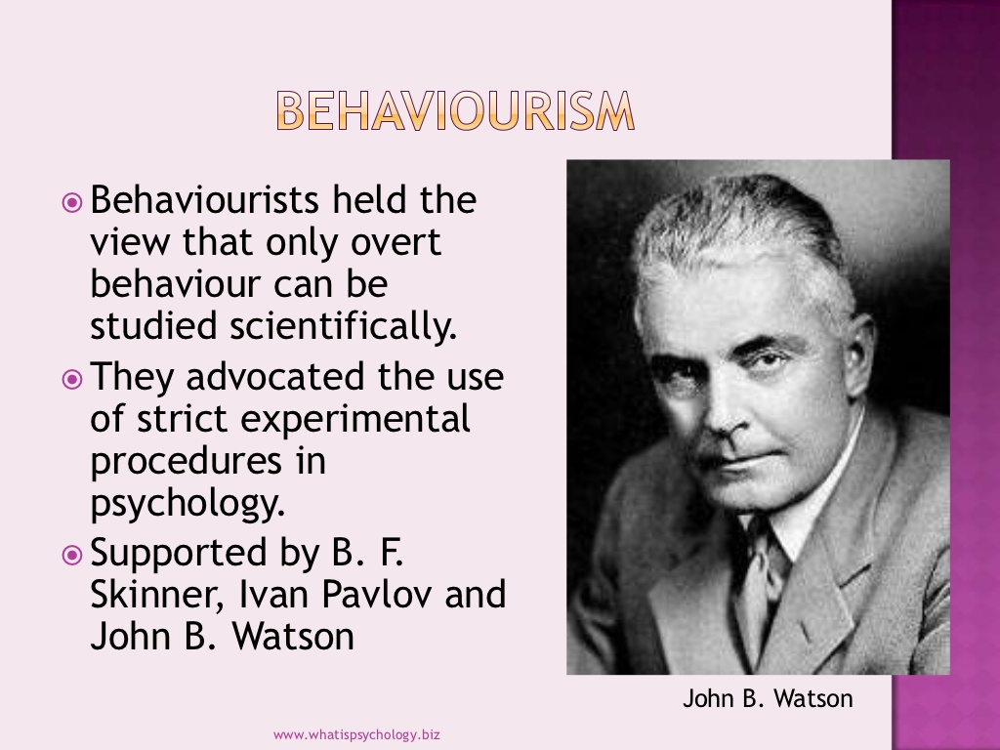 BEHAVIOURISM
Behaviourists held the
view that only overt
behaviour can be
studied scientifically.
They advocated the use
of strict experimental
procedures in
psychology.
Supported by B. F.
Skinner, Ivan Pavlov and
John B. Watson
John B. Watson
www.whatispsychology.biz